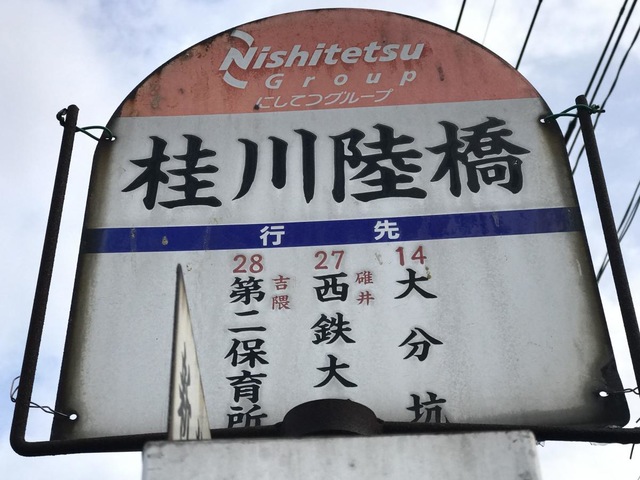 Nishitetsu
Group
にしてつグループ
桂川陸橋
行先
14
大分坑
27
碓井
西鉄大
28
吉隈
第二保育所